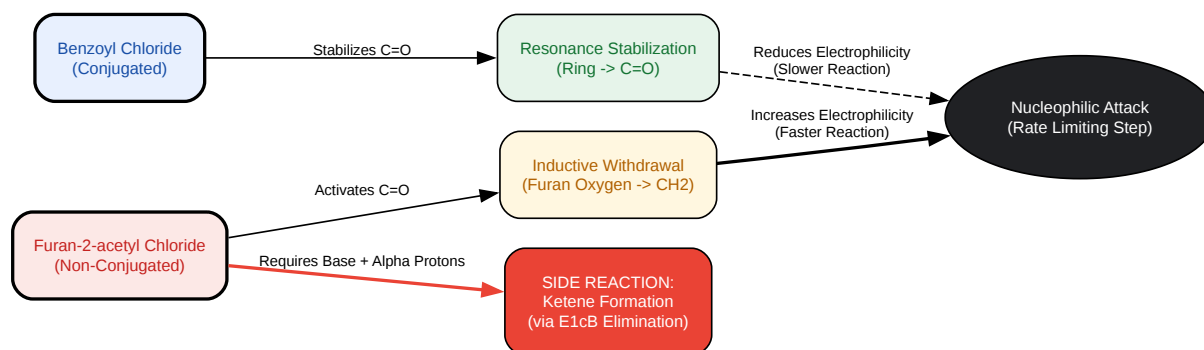 Benzoyl Chloride
(Conjugated)
Stabilizes C=O
Resonance Stabilization
(Ring -> C=O)
Reduces Electrophilicity
(Slower Reaction)
Nucleophilic Attack
(Rate Limiting Step)
Increases Electrophilicity
(Faster Reaction)
Inductive Withdrawal
(Furan Oxygen -> CH2)
Activates C=O
Furan-2-acetyl Chloride
(Non-Conjugated)
Requires Base + Alpha Protons
SIDE REACTION:
Ketene Formation
(via E1cB Elimination)